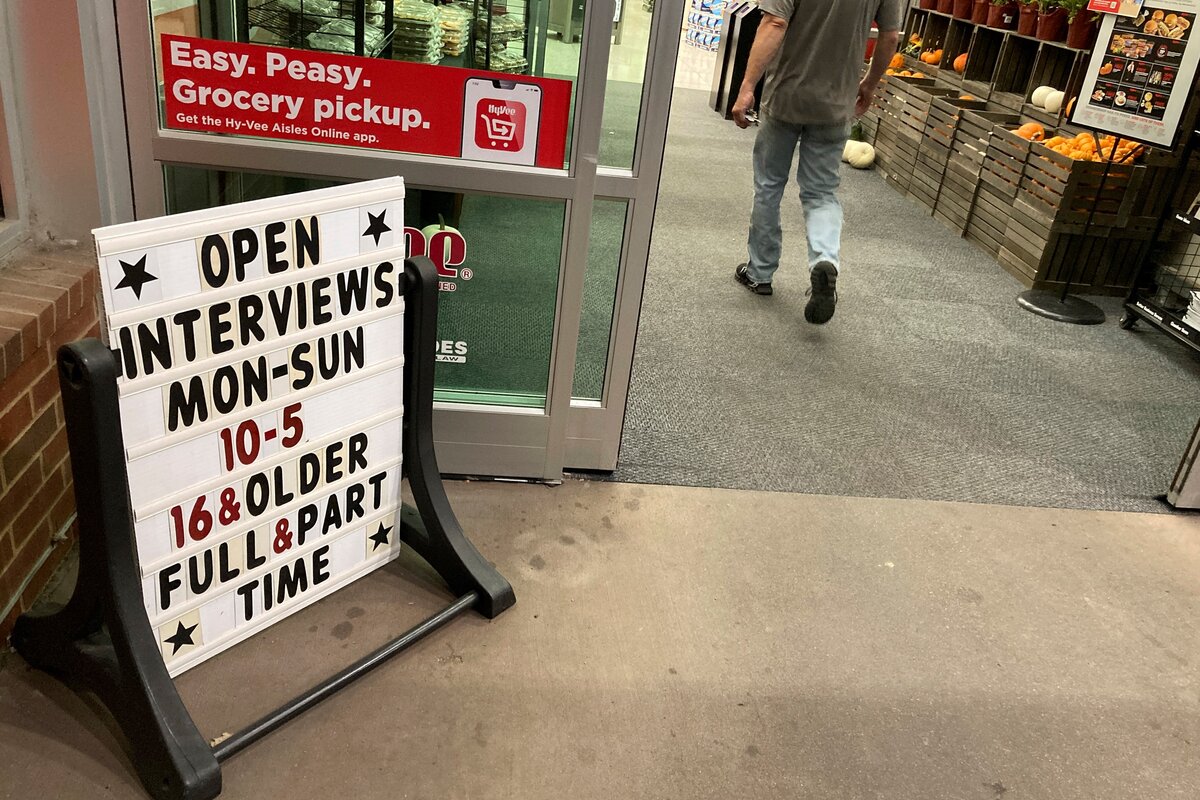 Easy. Peasy.
Grocery pickup.
Get the Hy-Vee Aisles Online app.
HyVee
OPEN
INTERVIEWS
MON-SUN
10-5
16&OLDER
FULL&PART
TIME